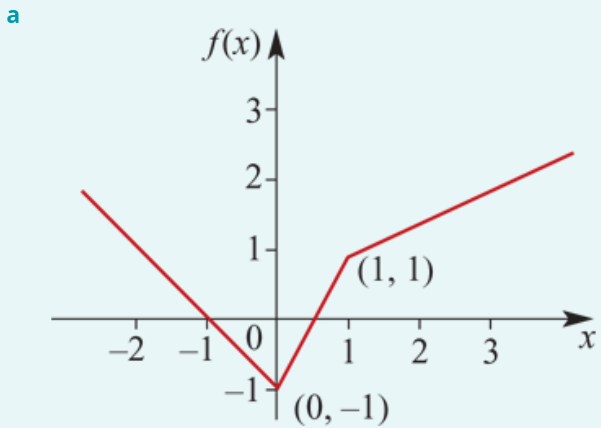 a
f(x)
3
2
1
(1, 1)
0
–2 –1 1 2 3 x
–1
(0, –1)